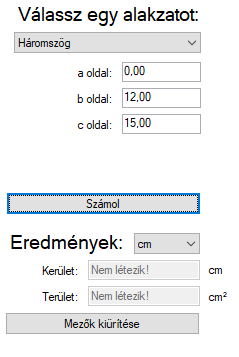 Válassz egy alakzatot:
Háromszög
a oldal: 0,00
b oldal: 12,00
c oldal: 15,00
Számol
Eredmények: cm
Kerület: Nem létezik! cm
Terület: Nem létezik! cm²
Mezők kiürítése